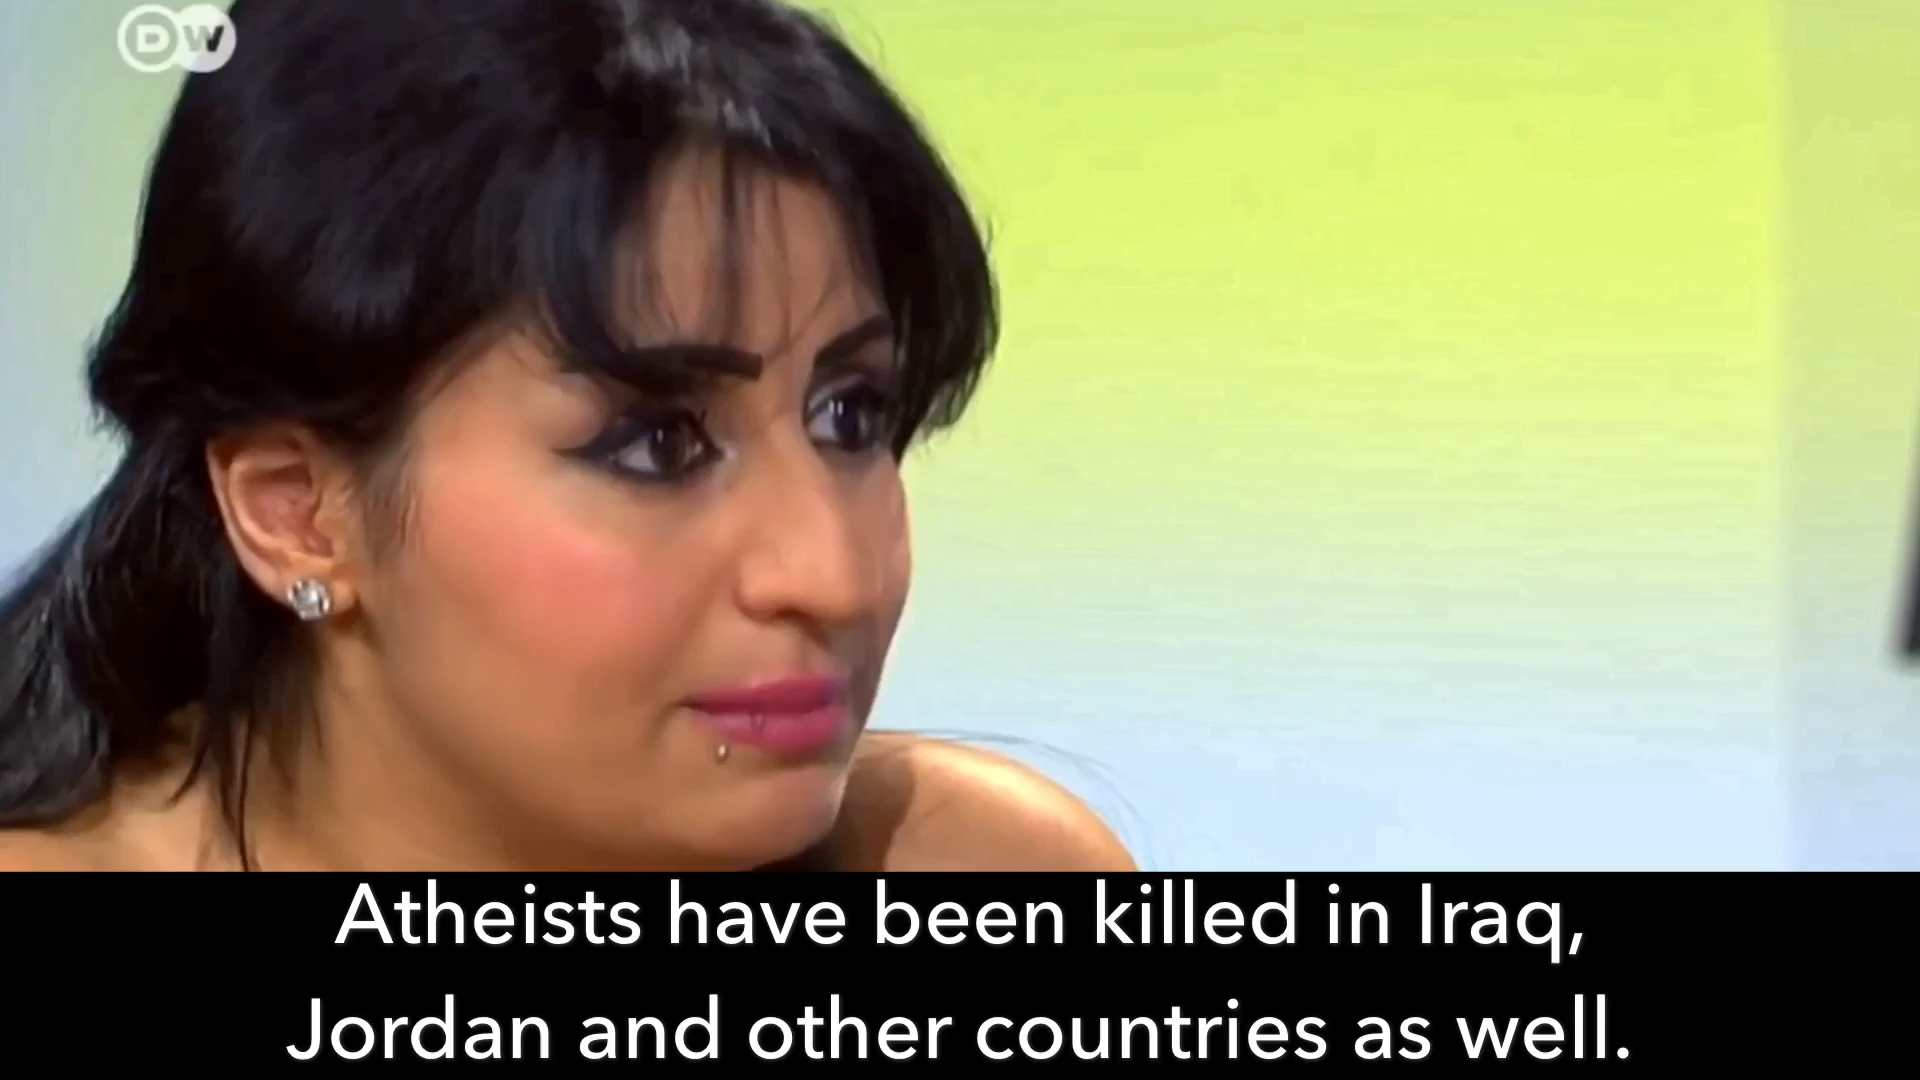 DW
Atheists have been killed in Iraq,
Jordan and other countries as well.